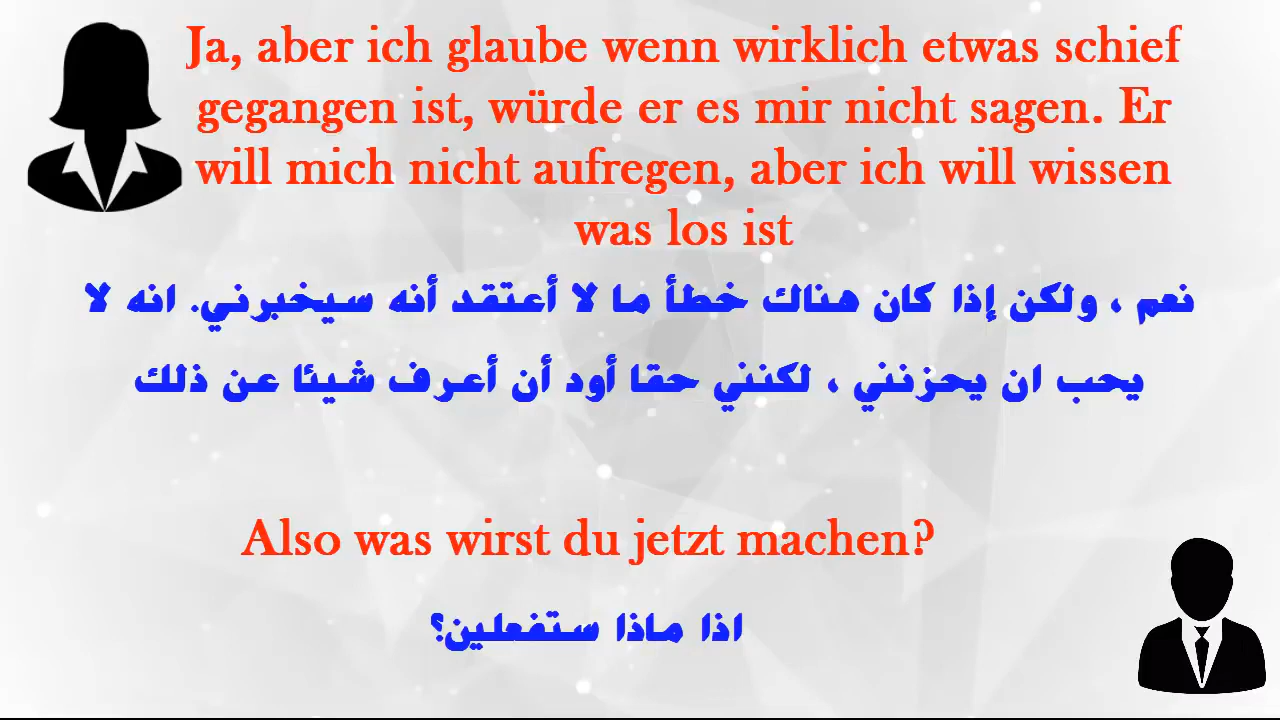 Ja, aber ich glaube wenn wirklich etwas schief
gegangen ist, würde er es mir nicht sagen. Er
will mich nicht aufregen, aber ich will wissen
was los ist
نعم ، ولكن إذا كان هناك خطأ ما لا أعتقد أنه سيخبرني. انه لا
يحب ان يحزنني ، لكنني حقا أود أن أعرف شيئا عن ذلك
Also was wirst du jetzt machen?
اذا ماذا ستفعلين؟